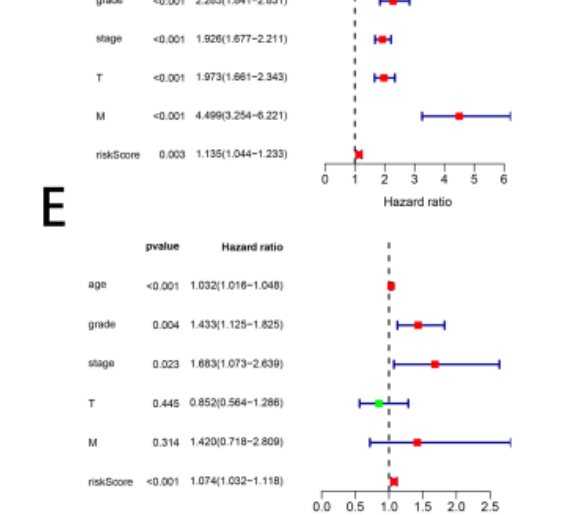 grade <0.001
stage <0.001 1.926(1.677−2.211)
T <0.001 1.973(1.661−2.343)
M <0.001 4.499(3.254−6.221)
riskScore 0.003 1.135(1.044−1.233)
0 1 2 3 4 5 6
Hazard ratio
E
pvalue Hazard ratio
age <0.001 1.032(1.016−1.048)
grade 0.004 1.433(1.125−1.825)
stage 0.023 1.683(1.073−2.639)
T 0.445 0.852(0.564−1.286)
M 0.314 1.420(0.718−2.809)
riskScore <0.001 1.074(1.032−1.118)
0.0 0.5 1.0 1.5 2.0 2.5